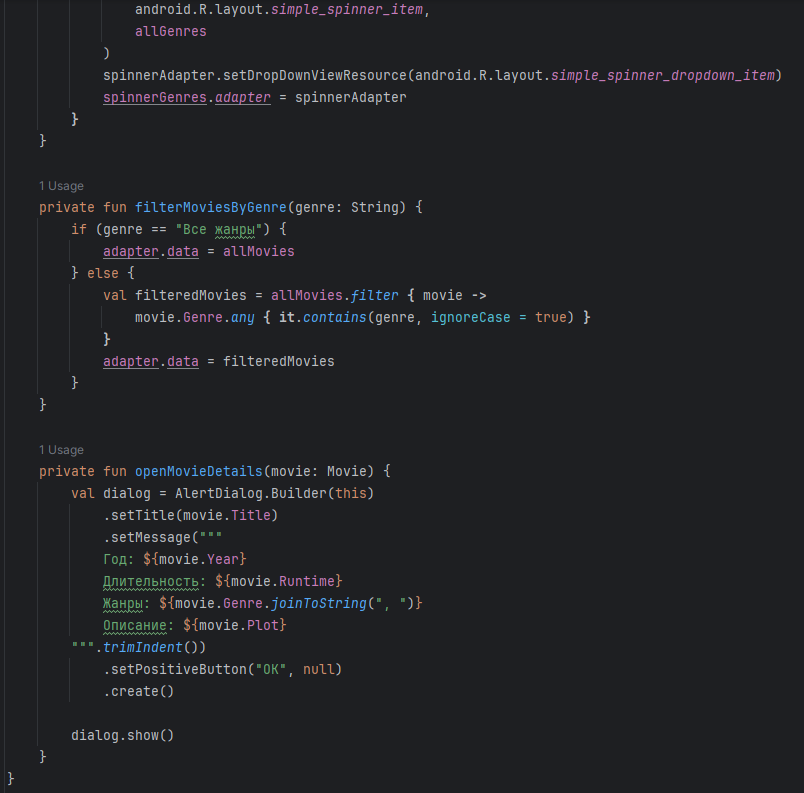 android.R.layout.simple_spinner_item,
allGenres
)
spinnerAdapter.setDropDownViewResource(android.R.layout.simple_spinner_dropdown_item)
spinnerGenres.adapter = spinnerAdapter
}
}
1 Usage
private fun filterMoviesByGenre(genre: String) {
if (genre == "Все жанры") {
adapter.data = allMovies
} else {
val filteredMovies = allMovies.filter { movie ->
movie.Genre.any { it.contains(genre, ignoreCase = true) }
}
adapter.data = filteredMovies
}
}
1 Usage
private fun openMovieDetails(movie: Movie) {
val dialog = AlertDialog.Builder(this)
.setTitle(movie.Title)
.setMessage("""
Год: ${movie.Year}
Длительность: ${movie.Runtime}
Жанры: ${movie.Genre.joinToString(", ")}
Описание: ${movie.Plot}
""".trimIndent())
.setPositiveButton("OK", null)
.create()
dialog.show()
}
}